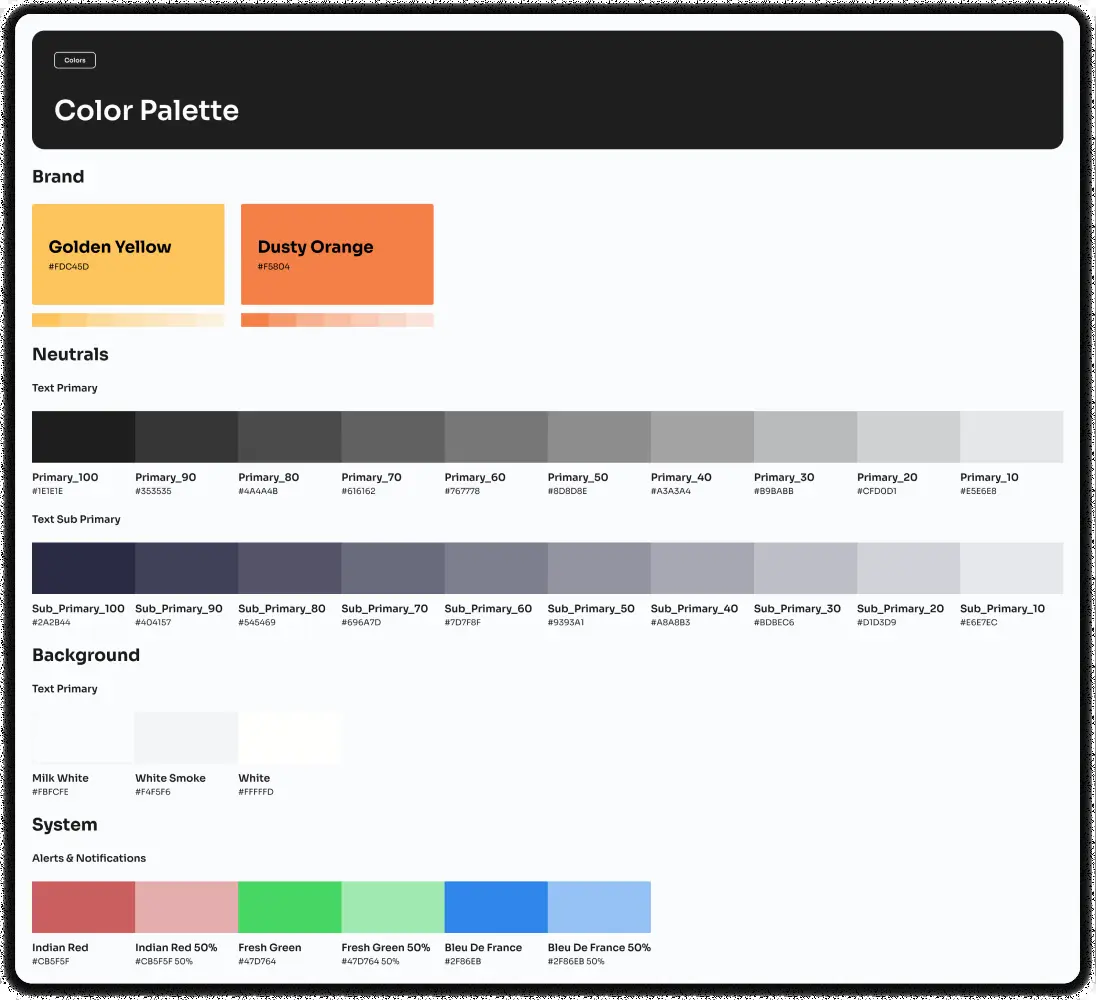 Colors
Color Palette
Brand
Golden Yellow
#FDC45D
Dusty Orange
#F5804
Neutrals
Text Primary
Primary_100
#1E1E1E
Primary_90
#353535
Primary_80
#4A4A4B
Primary_70
#616162
Primary_60
#767778
Primary_50
#8D8D8E
Primary_40
#A3A3A4
Primary_30
#B9BABB
Primary_20
#CFD0D1
Primary_10
#E5E6E8
Text Sub Primary
Sub_Primary_100
#2A2B44
Sub_Primary_90
#404157
Sub_Primary_80
#545469
Sub_Primary_70
#696A7D
Sub_Primary_60
#7D7F8F
Sub_Primary_50
#9393A1
Sub_Primary_40
#A8A8B3
Sub_Primary_30
#BDBEC6
Sub_Primary_20
#D1D3D9
Sub_Primary_10
#E6E7EC
Background
Text Primary
Milk White
#FBFCFE
White Smoke
#F4F5F6
White
#FFFFFD
System
Alerts & Notifications
Indian Red
#CB5F5F
Indian Red 50%
#CB5F5F 50%
Fresh Green
#47D764
Fresh Green 50%
#47D764 50%
Bleu De France
#2F86EB
Bleu De France 50%
#2F86EB 50%